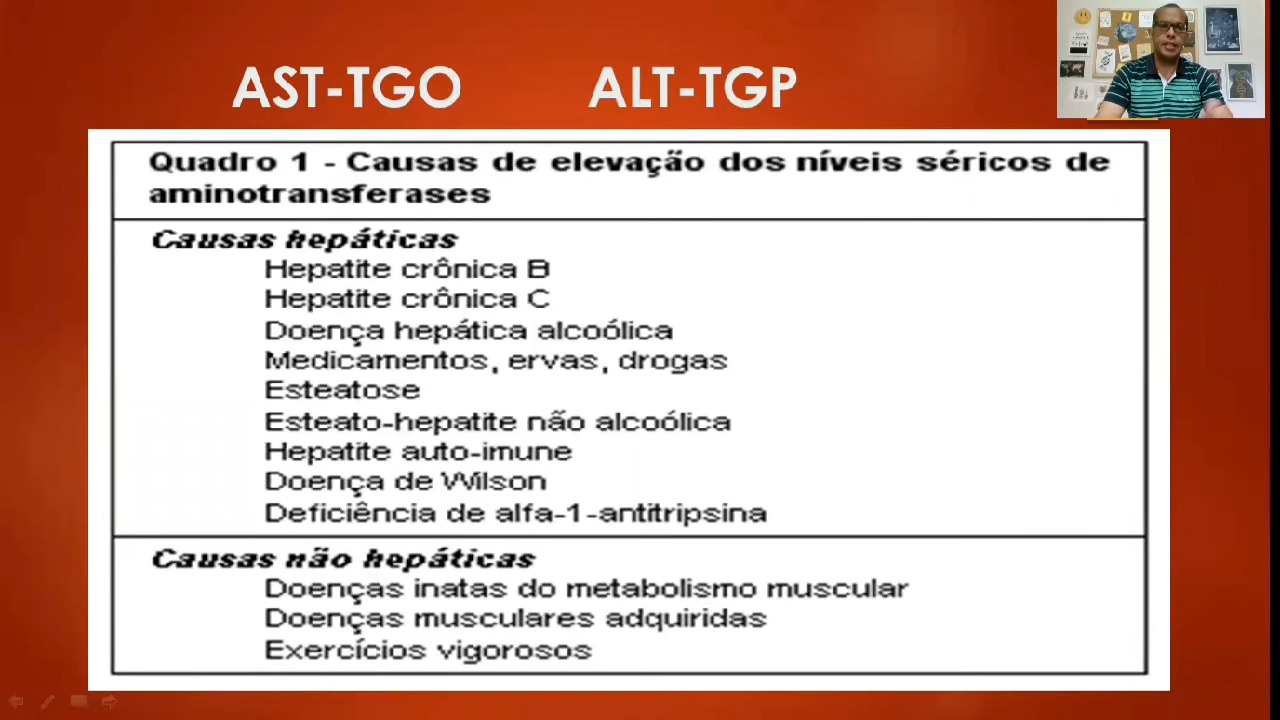 AST-TGO ALT-TGP
Quadro 1 - Causas de elevação dos níveis séricos de
aminotransferases
Causas hepáticas
Hepatite crônica B
Hepatite crônica C
Doença hepática alcoólica
Medicamentos, ervas, drogas
Esteatose
Esteato-hepatite não alcoólica
Hepatite auto-imune
Doença de Wilson
Deficiência de alfa-1-antitripsina
Causas não hepáticas
Doenças inatas do metabolismo muscular
Doenças musculares adquiridas
Exercícios vigorosos